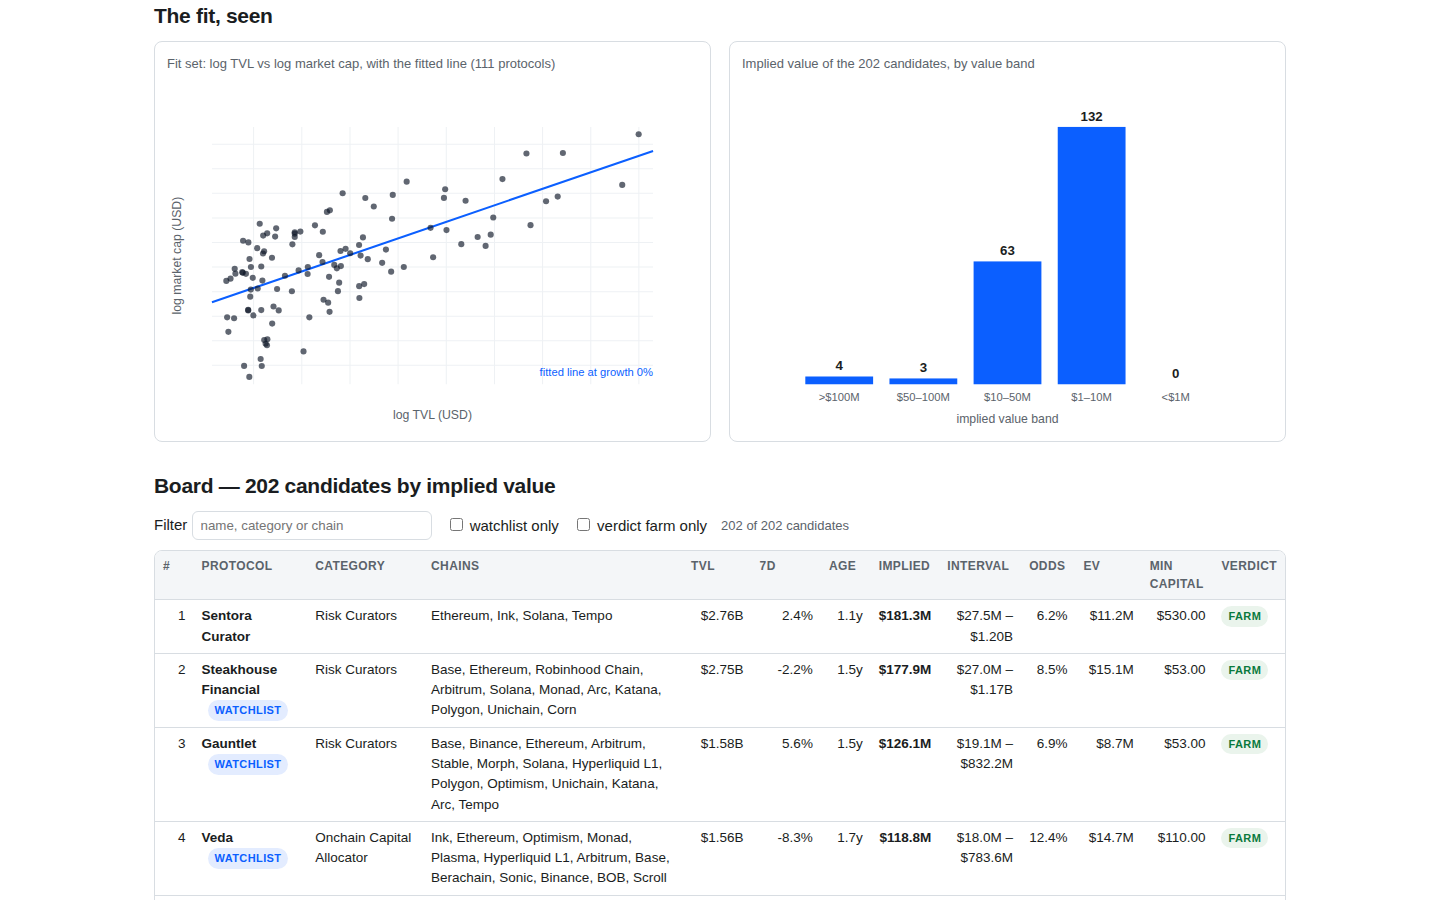 The fit, seen
Fit set: log TVL vs log market cap, with the fitted line (111 protocols)
log market cap (USD)
fitted line at growth 0%
log TVL (USD)
Implied value of the 202 candidates, by value band
4
3
63
132
0
>$100M
$50–100M
$10–50M
$1–10M
<$1M
implied value band
Board — 202 candidates by implied value
Filter name, category or chain watchlist only verdict farm only 202 of 202 candidates
# PROTOCOL CATEGORY CHAINS TVL 7D AGE IMPLIED INTERVAL ODDS EV MIN CAPITAL VERDICT
1 Sentora Risk Curators Ethereum, Ink, Solana, Tempo $2.76B 2.4% 1.1y $181.3M $27.5M – 6.2% $11.2M $530.00 FARM
Curator $1.20B
2 Steakhouse Risk Curators Base, Ethereum, Robinhood Chain, $2.75B -2.2% 1.5y $177.9M $27.0M – 8.5% $15.1M $53.00 FARM
Financial Arbitrum, Solana, Monad, Arc, Katana, $1.17B
WATCHLIST Polygon, Unichain, Corn
3 Gauntlet Risk Curators Base, Binance, Ethereum, Arbitrum, $1.58B 5.6% 1.5y $126.1M $19.1M – 6.9% $8.7M $53.00 FARM
WATCHLIST Stable, Morph, Solana, Hyperliquid L1, $832.2M
Polygon, Optimism, Unichain, Katana,
Arc, Tempo
4 Veda Onchain Capital Ink, Ethereum, Optimism, Monad, $1.56B -8.3% 1.7y $118.8M $18.0M – 12.4% $14.7M $110.00 FARM
WATCHLIST Allocator Plasma, Hyperliquid L1, Arbitrum, Base, $783.6M
Berachain, Sonic, Binance, BOB, Scroll